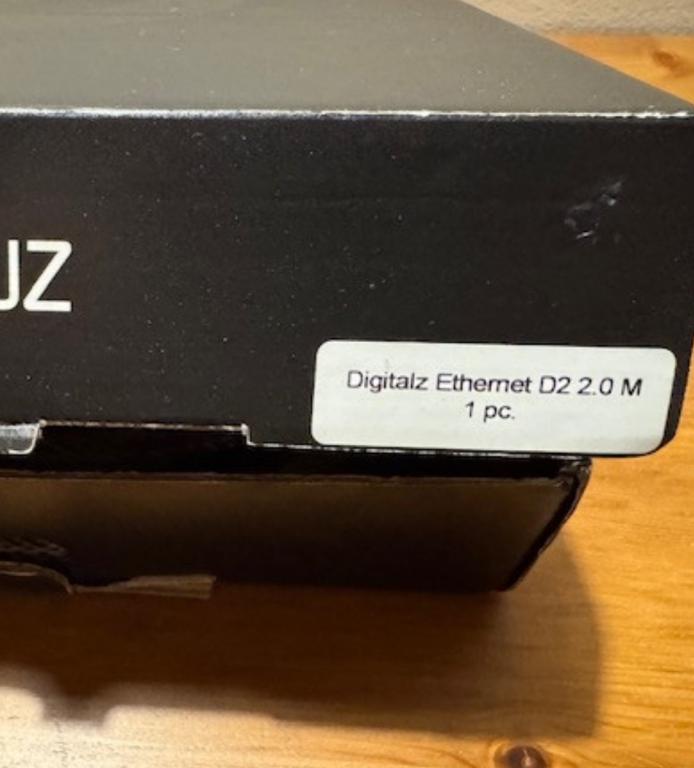 UZ
Digitalz Ethernet D2 2.0 M
1 pc.